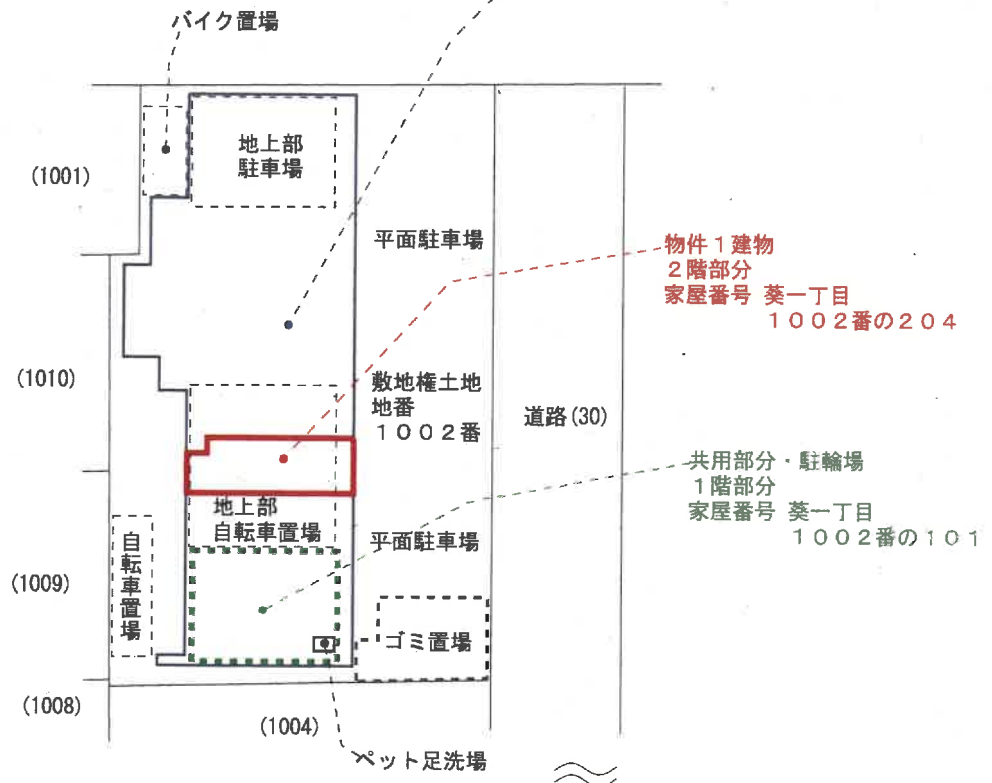 バイク置場
地上部
駐車場
(1001)
平面駐車場
物件1建物
2階部分
家屋番号 葵一丁目
1002番の204
(1010)
敷地権土地
地番
1002番
道路(30)
共用部分・駐輪場
1階部分
家屋番号 葵一丁目
1002番の101
地上部
自転車置場
平面駐車場
自転車置場
(1009)
ゴミ置場
(1008)
(1004)
ペット足洗場